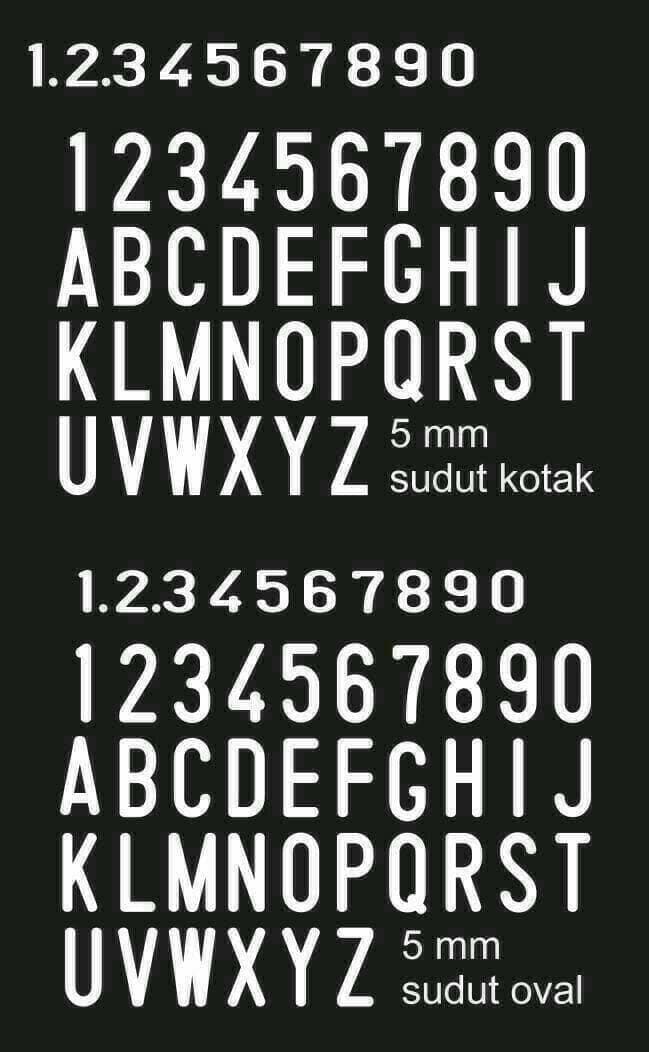 1.2.34567890
1234567890
ABCDEFGHIJ
KLMNOPQRST
UVWXYZ
5 mm
sudut kotak
1.2.34567890
1234567890
ABCDEFGHIJ
KLMNOPQRST
UVWXYZ
5 mm
sudut oval